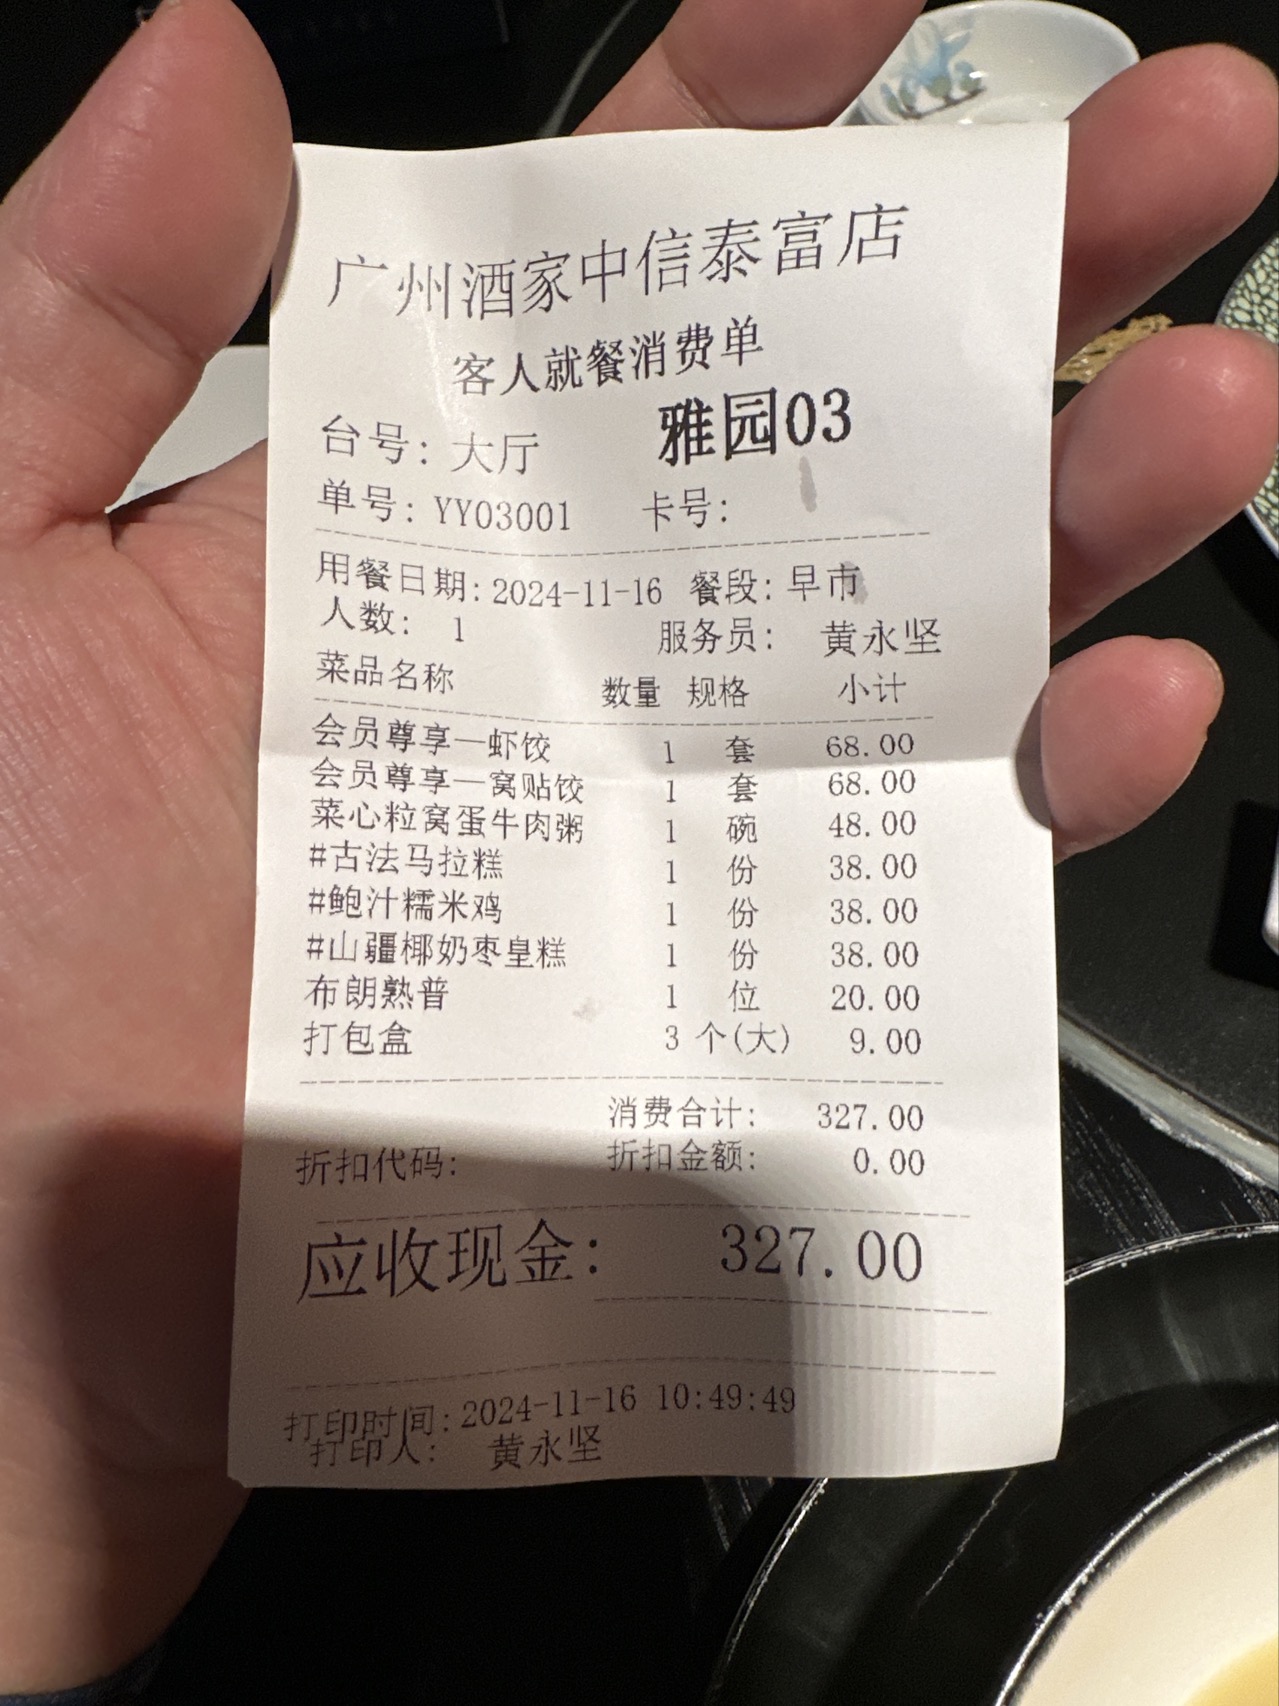 广州酒家中信泰富店
客人就餐消费单
台号: 大厅 雅园03
单号: YY03001 卡号:
用餐日期: 2024-11-16 餐段: 早市
人数: 1 服务员: 黄永坚
菜品名称 数量 规格 小计
会员尊享一虾饺 1 套 68.00
会员尊享一窝贴饺 1 套 68.00
菜心粒窝蛋牛肉粥 1 碗 48.00
#古法马拉糕 1 份 38.00
#鲍汁糯米鸡 1 份 38.00
#山疆椰奶枣皇糕 1 份 38.00
布朗熟普 1 位 20.00
打包盒 3 个(大) 9.00
消费合计: 327.00
折扣代码: 折扣金额: 0.00
应收现金: 327.00
打印时间: 2024-11-16 10:49:49
打印人: 黄永坚